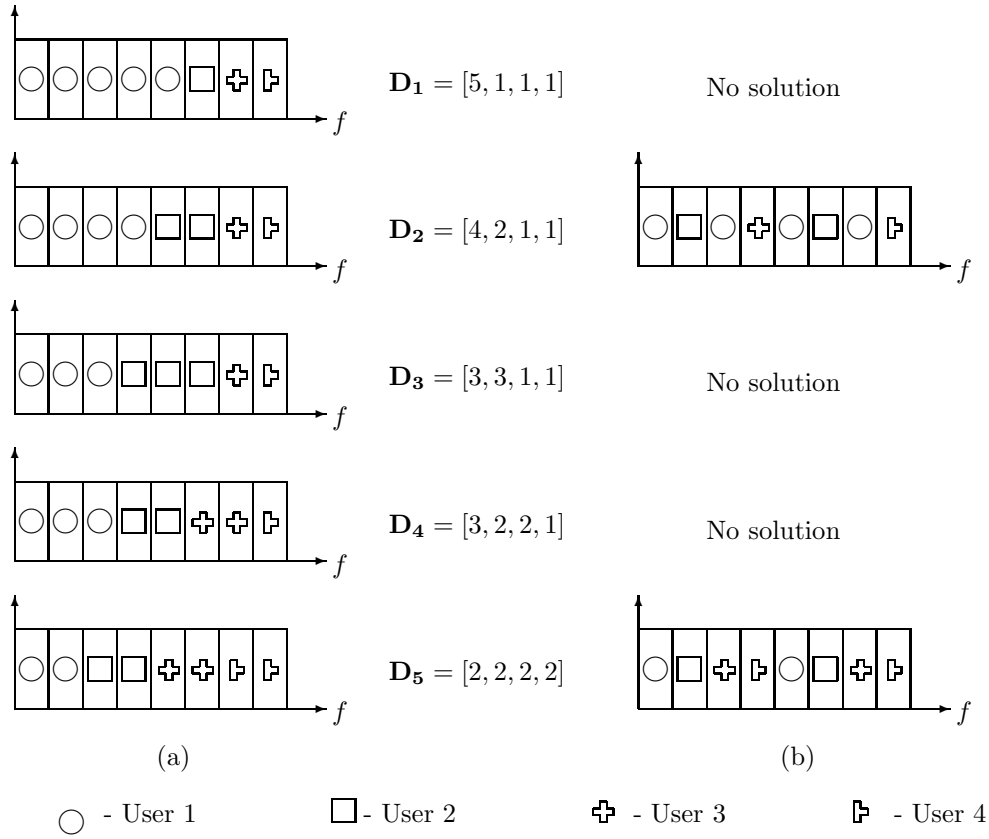 f
D₁ = [5, 1, 1, 1]
No solution
f
D₂ = [4, 2, 1, 1]
f
f
D₃ = [3, 3, 1, 1]
No solution
f
D₄ = [3, 2, 2, 1]
No solution
f
D₅ = [2, 2, 2, 2]
f
(a)
(b)
- User 1
- User 2
- User 3
- User 4